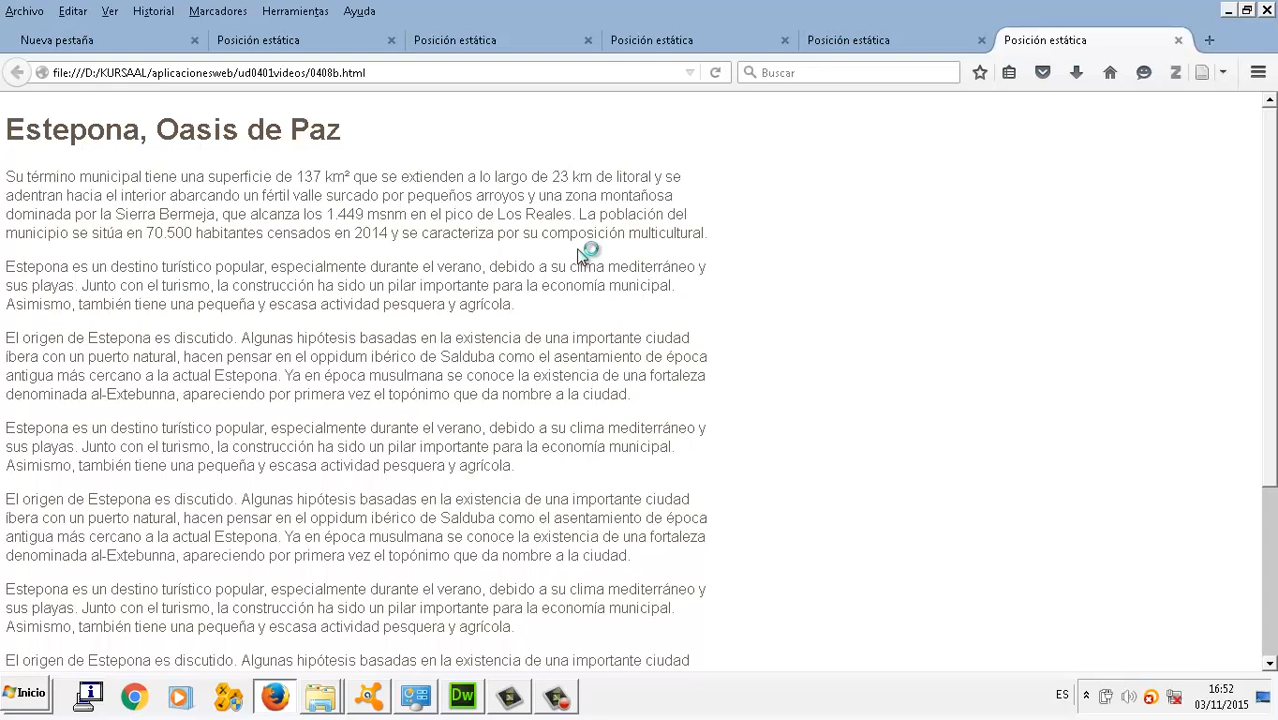 Archivo Editar Ver Historial Marcadores Herramientas Ayuda
Nueva pestaña Posición estática Posición estática Posición estática Posición estática Posición estática
file:///D:/KURSAAL/aplicacionesweb/ud0401videos/0408b.html Buscar
Estepona, Oasis de Paz
Su término municipal tiene una superficie de 137 km² que se extienden a lo largo de 23 km de litoral y se
adentran hacia el interior abarcando un fértil valle surcado por pequeños arroyos y una zona montañosa
dominada por la Sierra Bermeja, que alcanza los 1.449 msnm en el pico de Los Reales. La población del
municipio se sitúa en 70.500 habitantes censados en 2014 y se caracteriza por su composición multicultural.
Estepona es un destino turístico popular, especialmente durante el verano, debido a su clima mediterráneo y
sus playas. Junto con el turismo, la construcción ha sido un pilar importante para la economía municipal.
Asimismo, también tiene una pequeña y escasa actividad pesquera y agrícola.
El origen de Estepona es discutido. Algunas hipótesis basadas en la existencia de una importante ciudad
íbera con un puerto natural, hacen pensar en el oppidum ibérico de Salduba como el asentamiento de época
antigua más cercano a la actual Estepona. Ya en época musulmana se conoce la existencia de una fortaleza
denominada al-Extebunna, apareciendo por primera vez el topónimo que da nombre a la ciudad.
Estepona es un destino turístico popular, especialmente durante el verano, debido a su clima mediterráneo y
sus playas. Junto con el turismo, la construcción ha sido un pilar importante para la economía municipal.
Asimismo, también tiene una pequeña y escasa actividad pesquera y agrícola.
El origen de Estepona es discutido. Algunas hipótesis basadas en la existencia de una importante ciudad
íbera con un puerto natural, hacen pensar en el oppidum ibérico de Salduba como el asentamiento de época
antigua más cercano a la actual Estepona. Ya en época musulmana se conoce la existencia de una fortaleza
denominada al-Extebunna, apareciendo por primera vez el topónimo que da nombre a la ciudad.
Estepona es un destino turístico popular, especialmente durante el verano, debido a su clima mediterráneo y
sus playas. Junto con el turismo, la construcción ha sido un pilar importante para la economía municipal.
Asimismo, también tiene una pequeña y escasa actividad pesquera y agrícola.
El origen de Estepona es discutido. Algunas hipótesis basadas en la existencia de una importante ciudad
Inicio Dw ES 16:52
03/11/2015